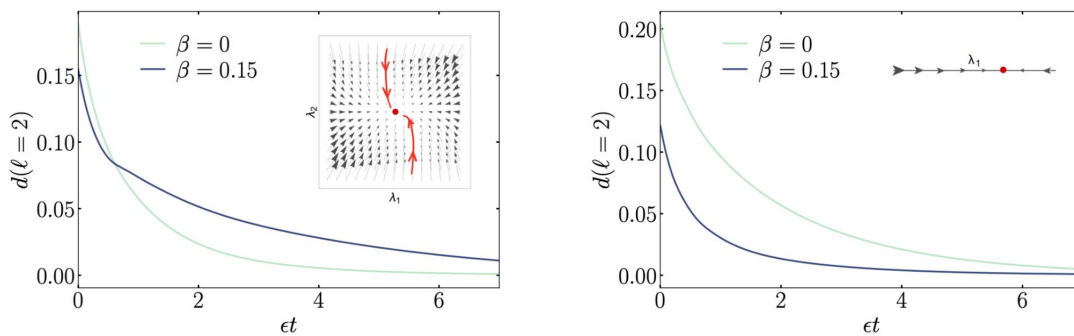 β = 0
β = 0.15
0.15
0.10
0.05
0.00
d(ℓ = 2)
λ₂
λ₁
0 2 4 6
ϵt
β = 0
β = 0.15
λ₁
0.20
0.15
0.10
0.05
0.00
d(ℓ = 2)
0 2 4 6
ϵt